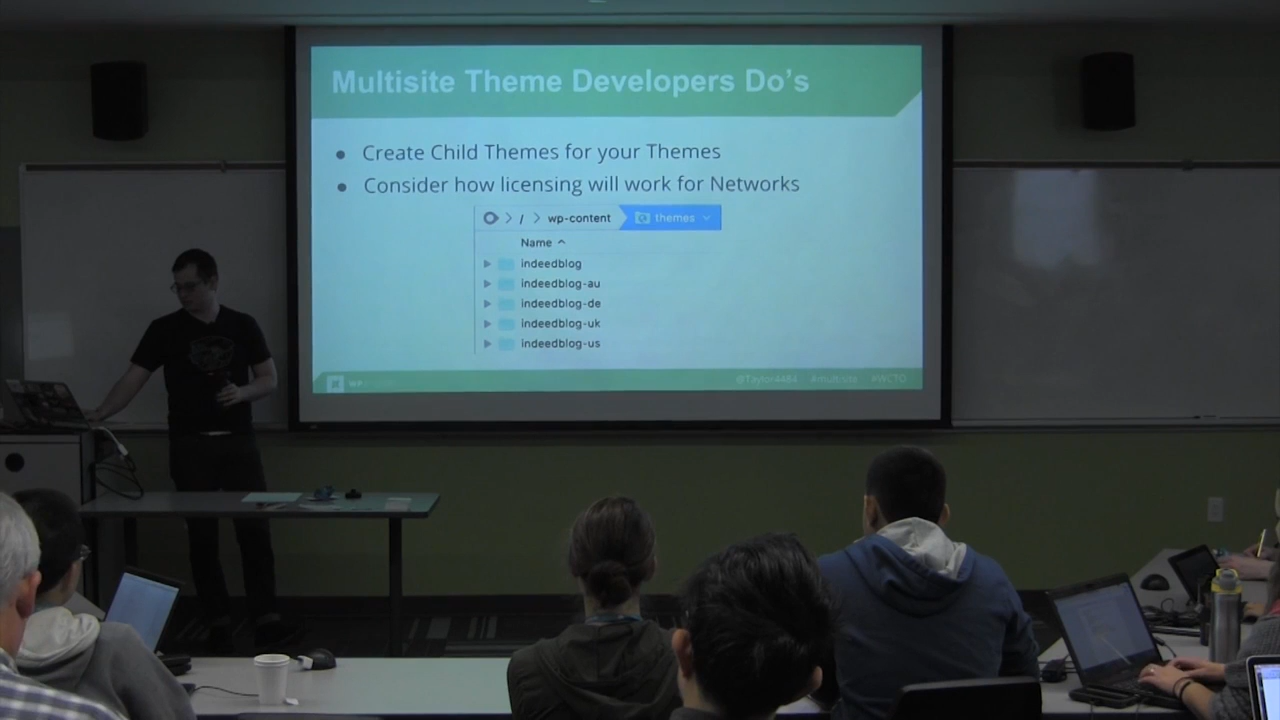 Multisite Theme Developers Do's
Create Child Themes for your Themes
Consider how licensing will work for Networks
/ wp-content themes
Name
indeedblog
indeedblog-au
indeedblog-de
indeedblog-uk
indeedblog-us
WP
@Taylor4484 #multisite #WCTO